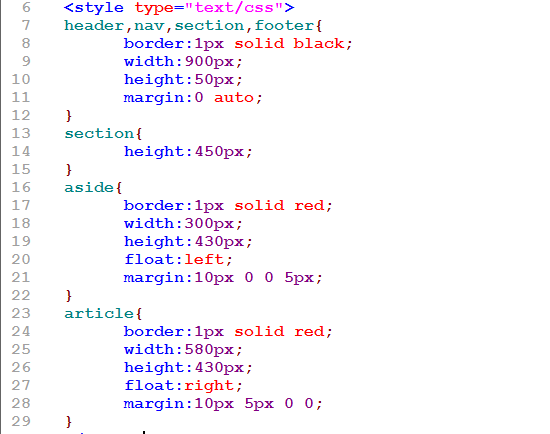 6 <style type="text/css">
7 header,nav,section,footer{
8 border:1px solid black;
9 width:900px;
10 height:50px;
11 margin:0 auto;
12 }
13 section{
14 height:450px;
15 }
16 aside{
17 border:1px solid red;
18 width:300px;
19 height:430px;
20 float:left;
21 margin:10px 0 0 5px;
22 }
23 article{
24 border:1px solid red;
25 width:580px;
26 height:430px;
27 float:right;
28 margin:10px 5px 0 0;
29 }